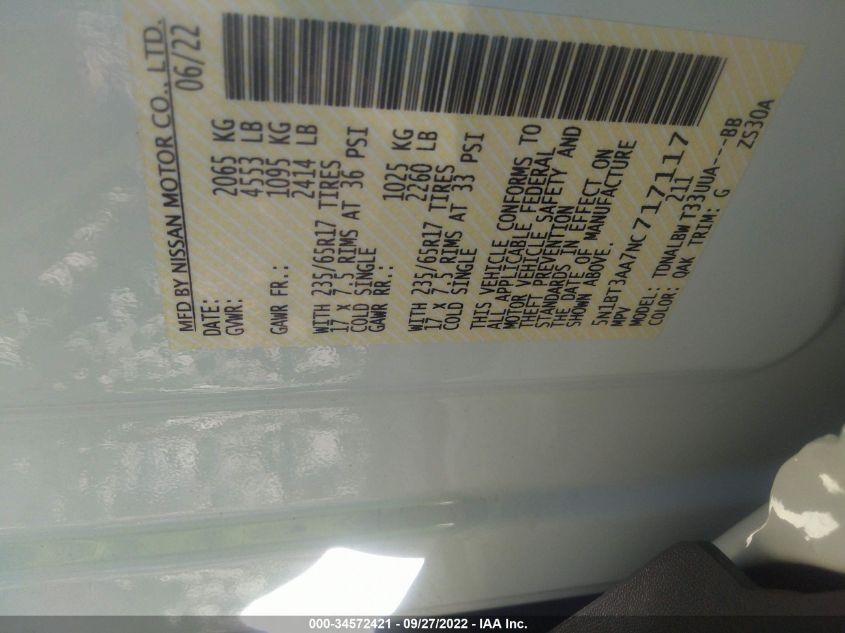 MFD BY NISSAN MOTOR CO., LTD.
DATE: 06/22
GVWR: 2065 KG
4553 LB
GAWR FR.: 1095 KG
2414 LB
WITH 235/65R17 TIRES
17 x 7.5 RIMS AT 36 PSI
COLD SINGLE
GAWR RR.: 1025 KG
2260 LB
WITH 235/65R17 TIRES
17 x 7.5 RIMS AT 33 PSI
COLD SINGLE
THIS VEHICLE CONFORMS TO
ALL APPLICABLE FEDERAL
MOTOR VEHICLE SAFETY AND
THEFT PREVENTION
STANDARDS IN EFFECT ON
THE DATE OF MANUFACTURE
SHOWN ABOVE.
5N1BT3AA7NC717117
MPV 2111
MODEL: TDNALLBW T33UUA---BB
COLOR: QAK TRIM: G ZS30A
000-34572421 - 09/27/2022 - IAA Inc.